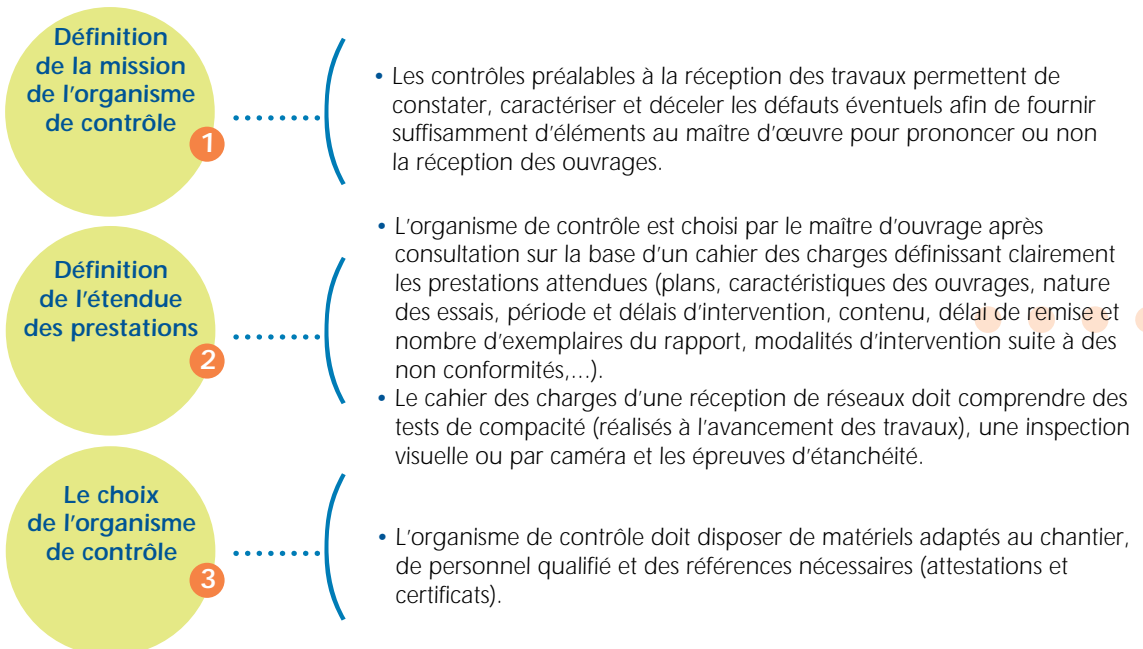 Définition
de la mission
de l'organisme
de contrôle
1
• Les contrôles préalables à la réception des travaux permettent de
constater, caractériser et déceler les défauts éventuels afin de fournir
suffisamment d'éléments au maître d'œuvre pour prononcer ou non
la réception des ouvrages.
Définition
de l'étendue
des prestations
2
• L'organisme de contrôle est choisi par le maître d'ouvrage après
consultation sur la base d'un cahier des charges définissant clairement
les prestations attendues (plans, caractéristiques des ouvrages, nature
des essais, période et délais d'intervention, contenu, délai de remise et
nombre d'exemplaires du rapport, modalités d'intervention suite à des
non conformités,...).
• Le cahier des charges d'une réception de réseaux doit comprendre des
tests de compacité (réalisés à l'avancement des travaux), une inspection
visuelle ou par caméra et les épreuves d'étanchéité.
Le choix
de l'organisme
de contrôle
3
• L'organisme de contrôle doit disposer de matériels adaptés au chantier,
de personnel qualifié et des références nécessaires (attestations et
certificats).